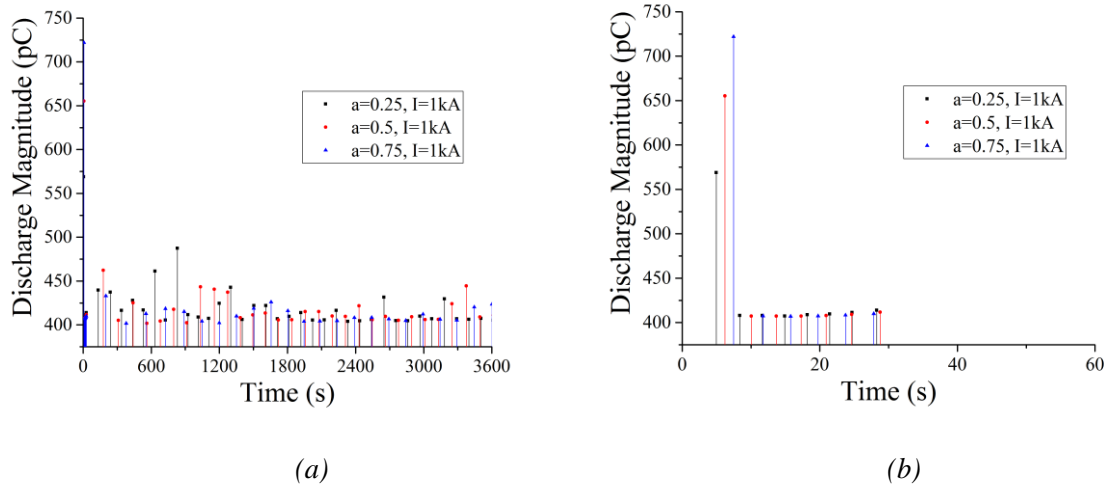 750
700
650
600
550
500
450
400
Discharge Magnitude (pC)
a=0.25, I=1kA
a=0.5, I=1kA
a=0.75, I=1kA
0 600 1200 1800 2400 3000 3600
Time (s)
(a)
750
700
650
600
550
500
450
400
Discharge Magnitude (pC)
a=0.25, I=1kA
a=0.5, I=1kA
a=0.75, I=1kA
0 20 40 60
Time (s)
(b)